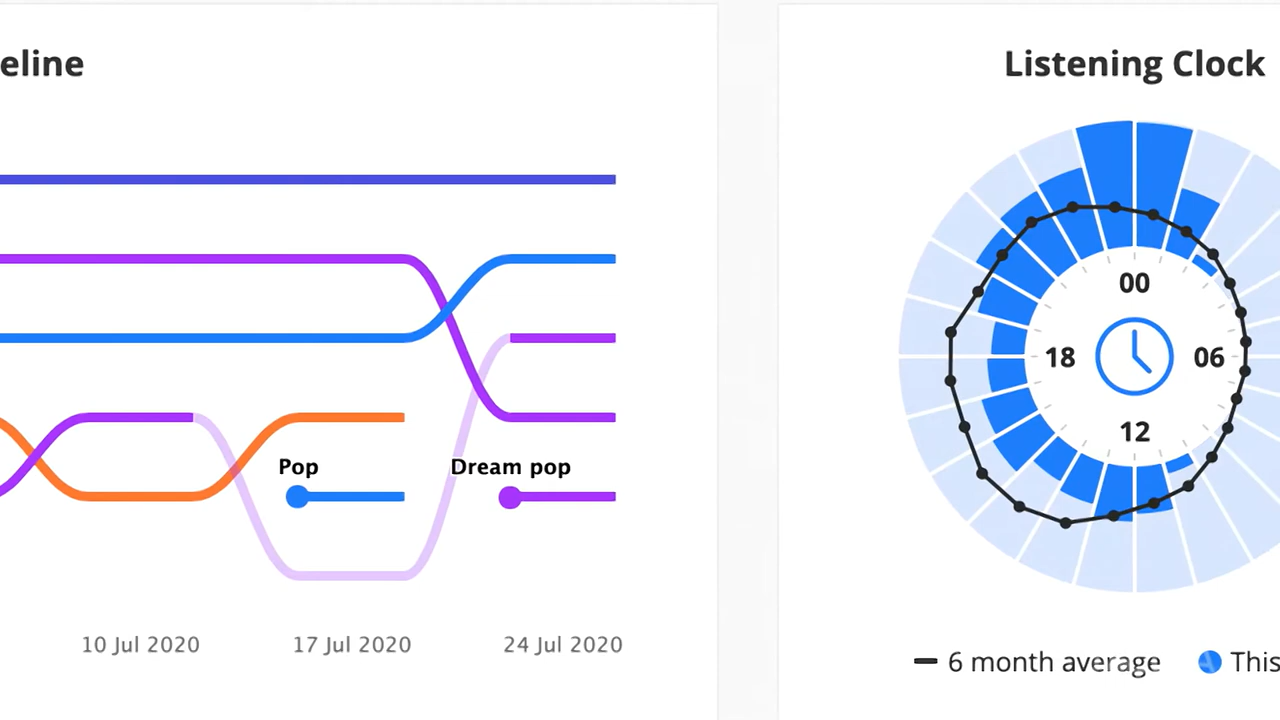 eline
Pop
Dream pop
10 Jul 2020
17 Jul 2020
24 Jul 2020
Listening Clock
00
18
06
12
6 month average
This